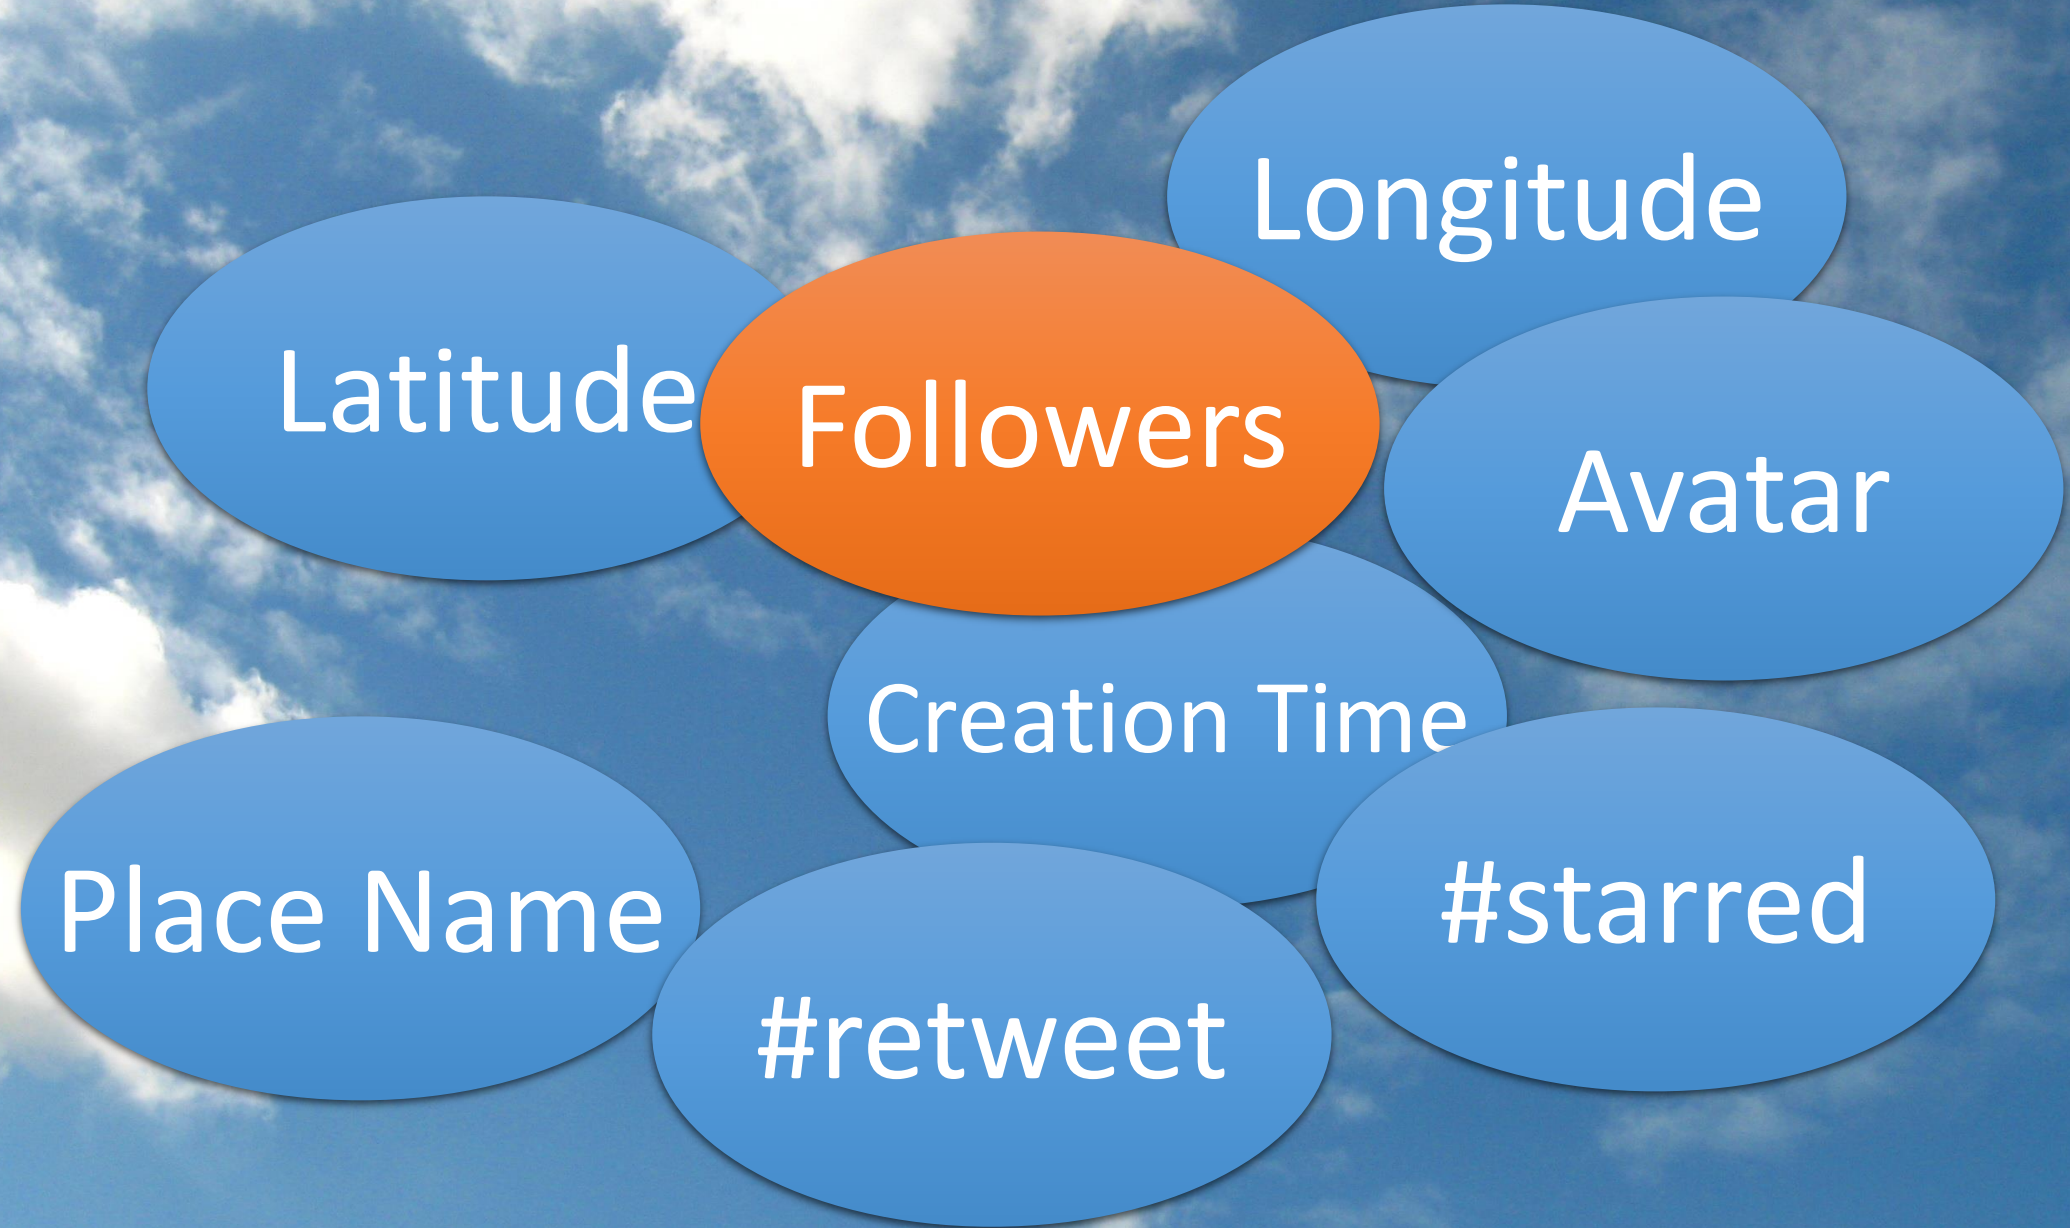 Longitude
Latitude
Followers
Avatar
Creation Time
Place Name
#starred
#retweet